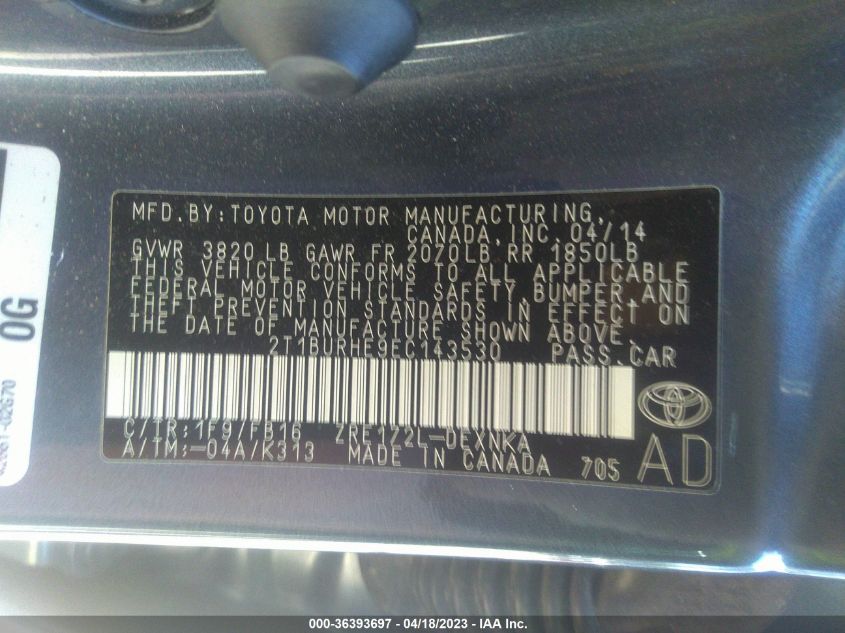 MFD.BY:TOYOTA MOTOR MANUFACTURING,
CANADA,INC. 04/14
GVWR 3820 LB GAWR FR 2070LB RR 1850LB
THIS VEHICLE CONFORMS TO ALL APPLICABLE
FEDERAL MOTOR VEHICLE SAFETY,BUMPER,AND
THEFT PREVENTION STANDARDS IN EFFECT ON
THE DATE OF MANUFACTURE SHOWN ABOVE.
2T1BURHE9EC143530 PASS.CAR
C/TR:1F9/FB16 ZRE172L-DEXNKA
A/TM:-04A/K313 MADE IN CANADA 705
AD
0G
000-36393697 - 04/18/2023 - IAA Inc.